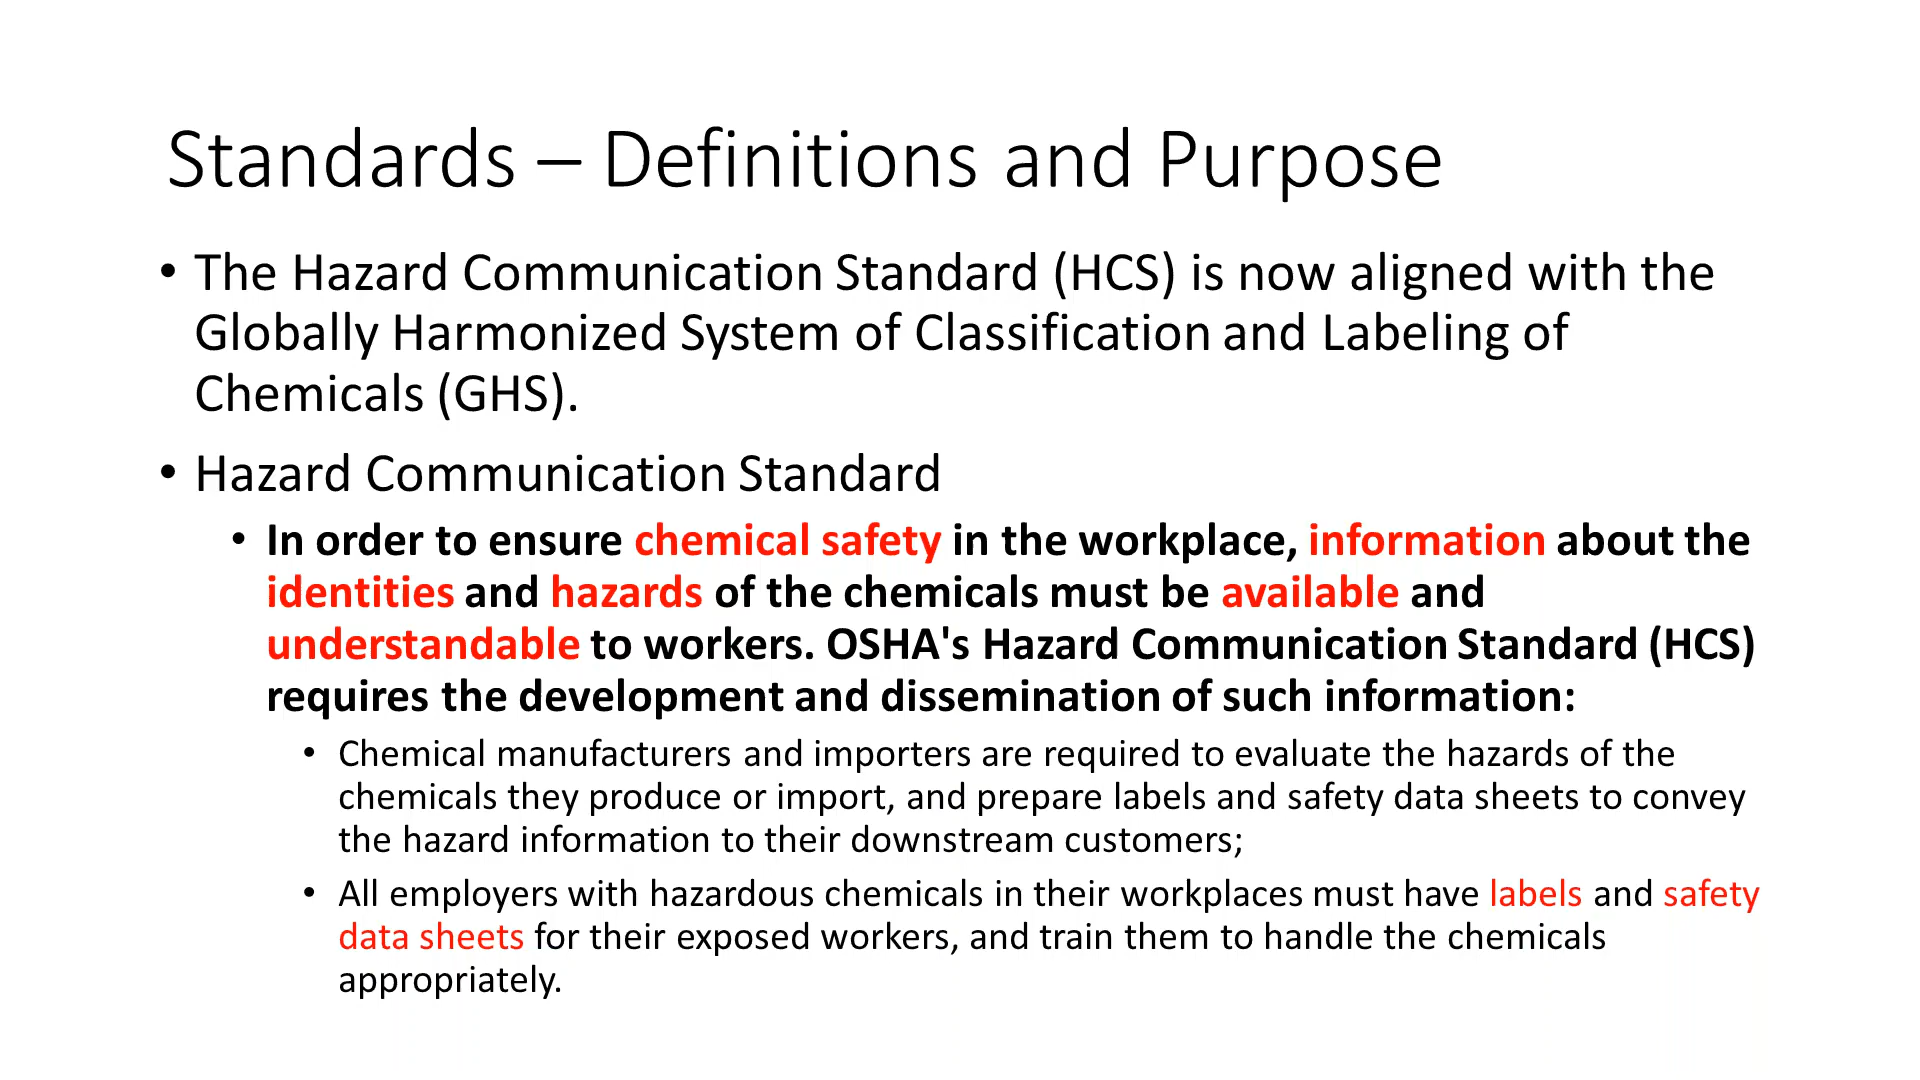 Standards – Definitions and Purpose
• The Hazard Communication Standard (HCS) is now aligned with the
Globally Harmonized System of Classification and Labeling of
Chemicals (GHS).
• Hazard Communication Standard
• In order to ensure chemical safety in the workplace, information about the
identities and hazards of the chemicals must be available and
understandable to workers. OSHA's Hazard Communication Standard (HCS)
requires the development and dissemination of such information:
• Chemical manufacturers and importers are required to evaluate the hazards of the
chemicals they produce or import, and prepare labels and safety data sheets to convey
the hazard information to their downstream customers;
• All employers with hazardous chemicals in their workplaces must have labels and safety
data sheets for their exposed workers, and train them to handle the chemicals
appropriately.